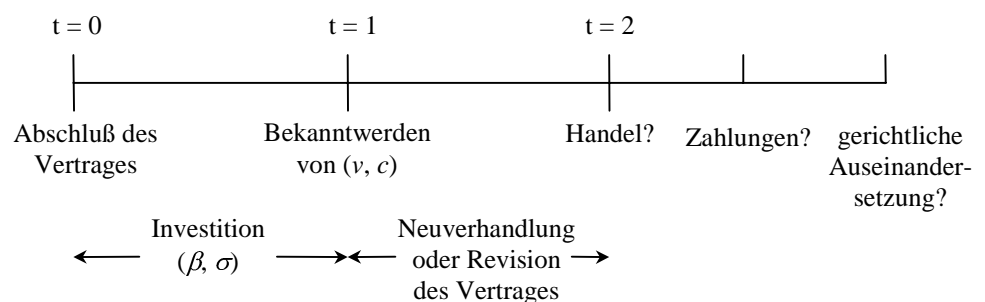 t = 0
t = 1
t = 2
Abschluß des
Vertrages
Bekanntwerden
von (v, c)
Handel?
Zahlungen?
gerichtliche
Auseinander-
setzung?
Investition
(β, σ)
Neuverhandlung
oder Revision
des Vertrages